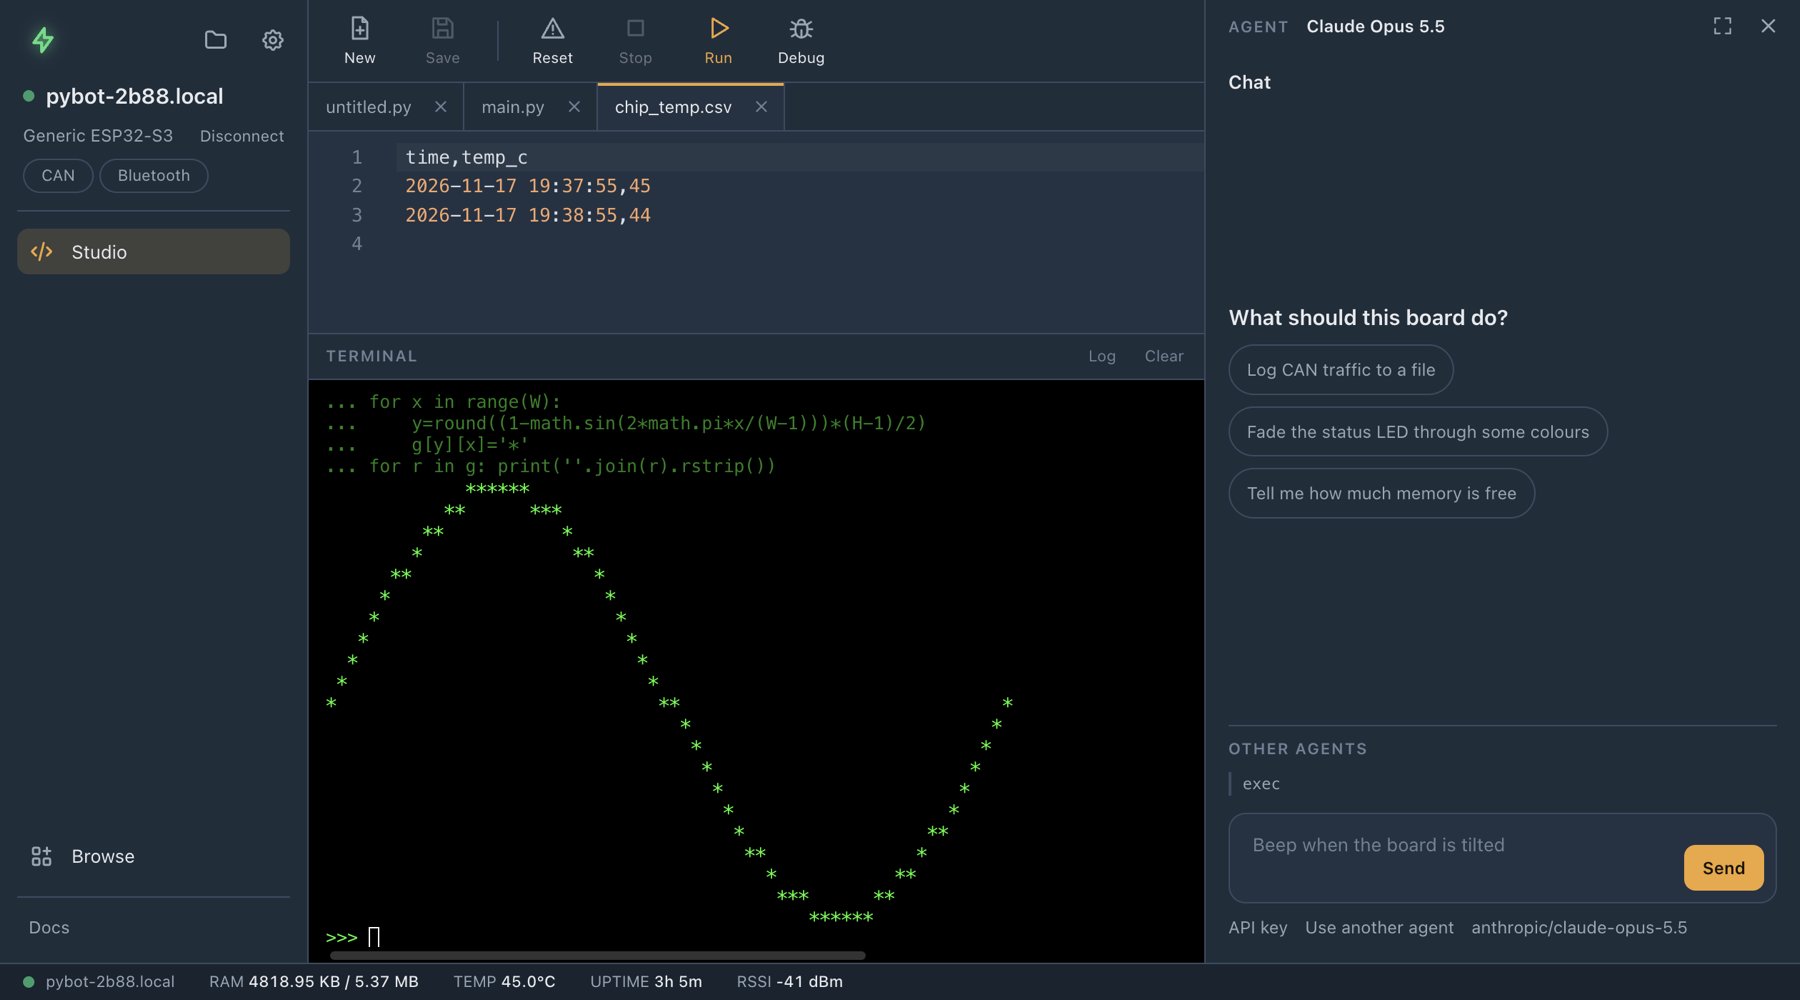 pybot-2b88.local
Generic ESP32-S3 Disconnect
CAN Bluetooth
Studio
Browse
Docs
New Save Reset Stop Run Debug
untitled.py main.py chip_temp.csv
1 time,temp_c
2 2026-11-17 19:37:55,45
3 2026-11-17 19:38:55,44
4
TERMINAL Log Clear
... for x in range(W):
...     y=round((1-math.sin(2*math.pi*x/(W-1)))*(H-1)/2)
...     g[y][x]='*'
... for r in g: print(''.join(r).rstrip())
             ******
           **      ***
         **           *
        *              **
      **                 *
     *                    *
    *                      *
   *                        *
  *                          *
 *                            *
*                              **                              *
                                 *                            *
                                  *                          *
                                   *                        *
                                    *                      *
                                     *                    *
                                      *                 **
                                       **              *
                                         *           **
                                          ***      **
                                             ******
>>>
AGENT Claude Opus 5.5
Chat
What should this board do?
Log CAN traffic to a file
Fade the status LED through some colours
Tell me how much memory is free
OTHER AGENTS
exec
Beep when the board is tilted
Send
API key Use another agent anthropic/claude-opus-5.5
pybot-2b88.local RAM 4818.95 KB / 5.37 MB TEMP 45.0°C UPTIME 3h 5m RSSI -41 dBm